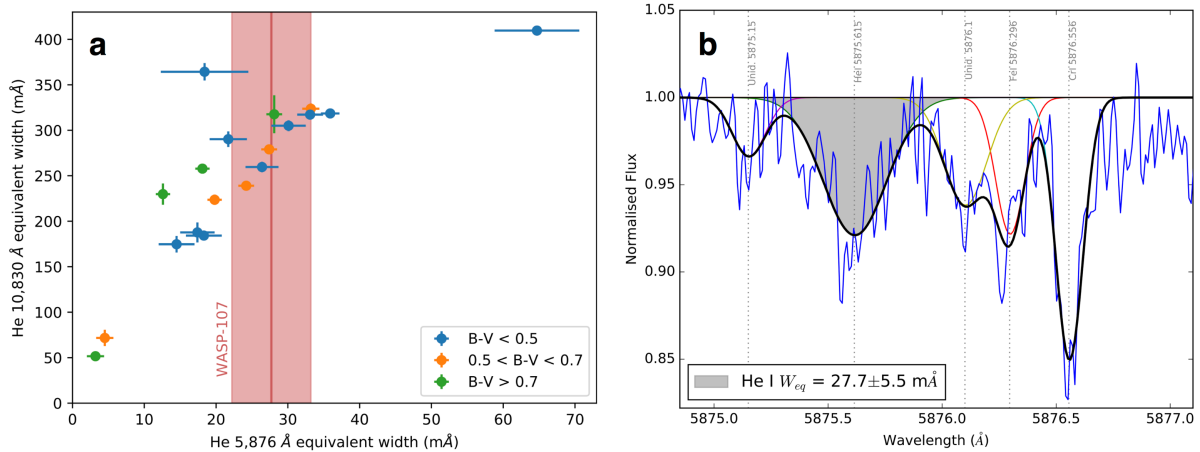 a
He 10,830 Å equivalent width (mÅ)
400
350
300
250
200
150
100
50
0
WASP-107
B-V < 0.5
0.5 < B-V < 0.7
B-V > 0.7
0 10 20 30 40 50 60 70
He 5,876 Å equivalent width (mÅ)
b
Normalised Flux
1.05
1.00
0.95
0.90
0.85
Unid. 5875.15
HeI 5875.615
Unid. 5876.1
FeI 5876.296
CrI 5876.556
He I Weq = 27.7±5.5 mÅ
5875.0 5875.5 5876.0 5876.5 5877.0
Wavelength (Å)